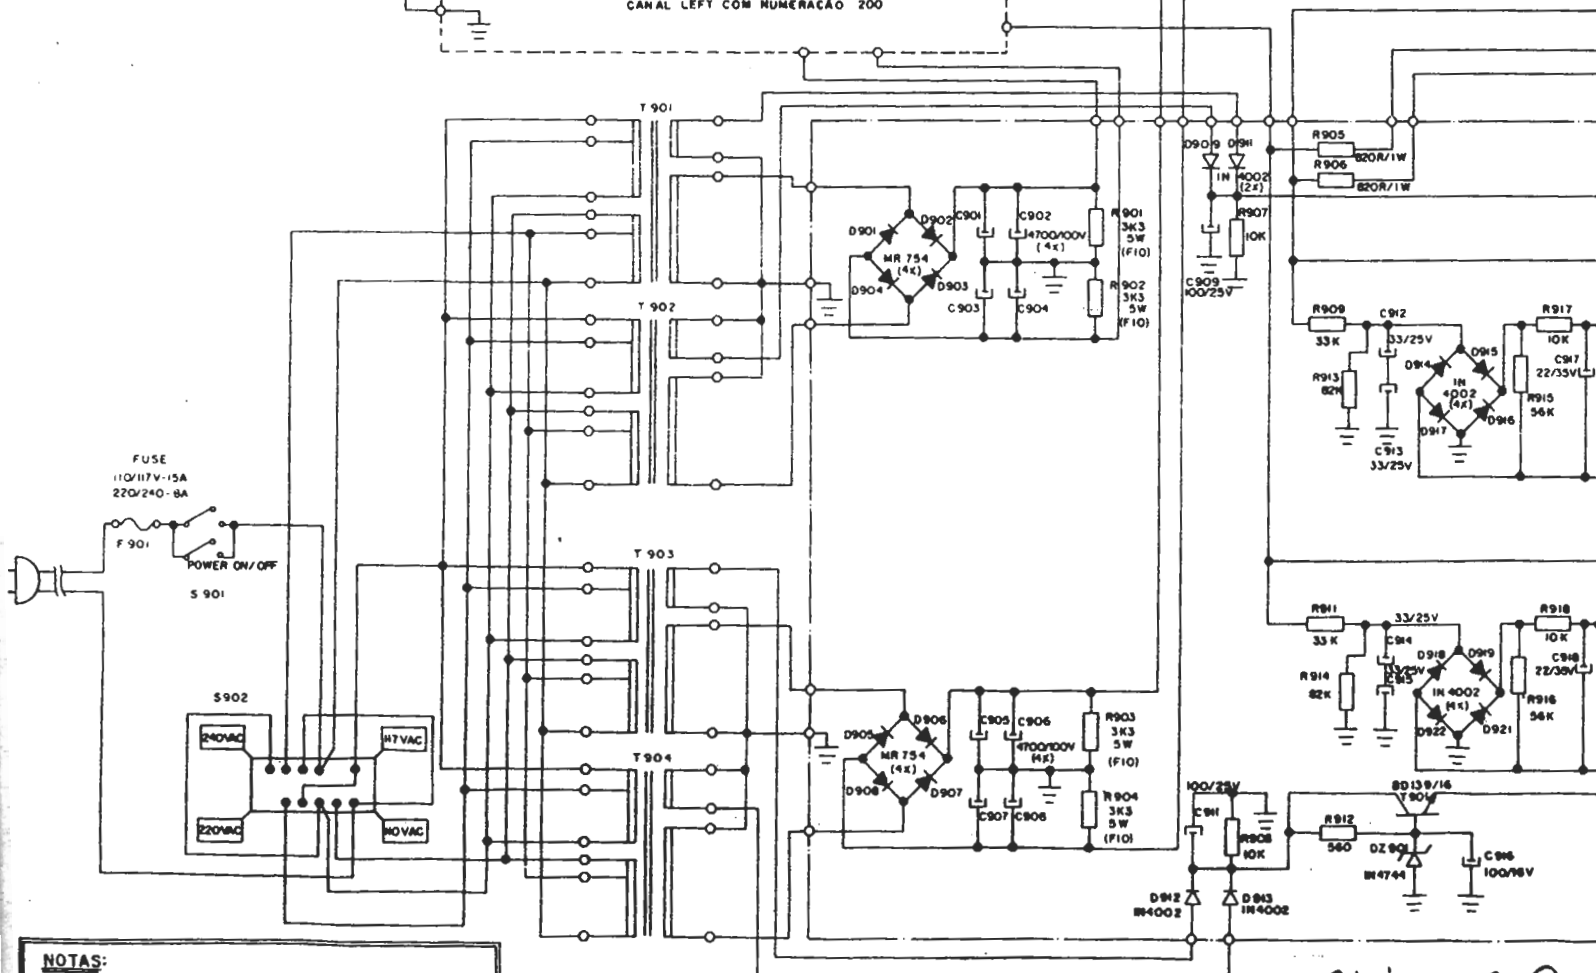 CANAL LEFT COM NUMERACÃO 200
T 901
D909
D911
1N 4002
(2X)
R905
820R/1W
R906
820R/1W
R907
10K
C909
100/25V
D901
D902
MR 754
(4X)
D904
D903
C901
C902
4700/100V
(4X)
C903
C904
R901
3K3
5W
(F10)
R902
3K3
5W
(F10)
T 902
R909
33K
C912
33/25V
R913
82K
C913
33/25V
D914
D915
1N
4002
(4X)
D917
D916
R915
56K
R917
10K
C917
22/35V
FUSE
110/117V-15A
220/240-8A
F 901
POWER ON/OFF
S 901
T 903
R911
33K
33/25V
C914
33/25V
C915
R914
82K
D918
D919
1N 4002
(4X)
D922
D921
R916
56K
R918
10K
C918
22/35V
S902
240VAC
117VAC
220VAC
110VAC
T 904
D905
D906
MR 754
(4X)
D908
D907
C905
C906
4700/100V
(4X)
C907
C908
R903
3K3
5W
(F10)
R904
3K3
5W
(F10)
100/25V
C911
R908
10K
D912
1N4002
D913
1N4002
BD139/16
T901
R912
560
DZ901
1N4744
C916
100/16V
NOTAS: